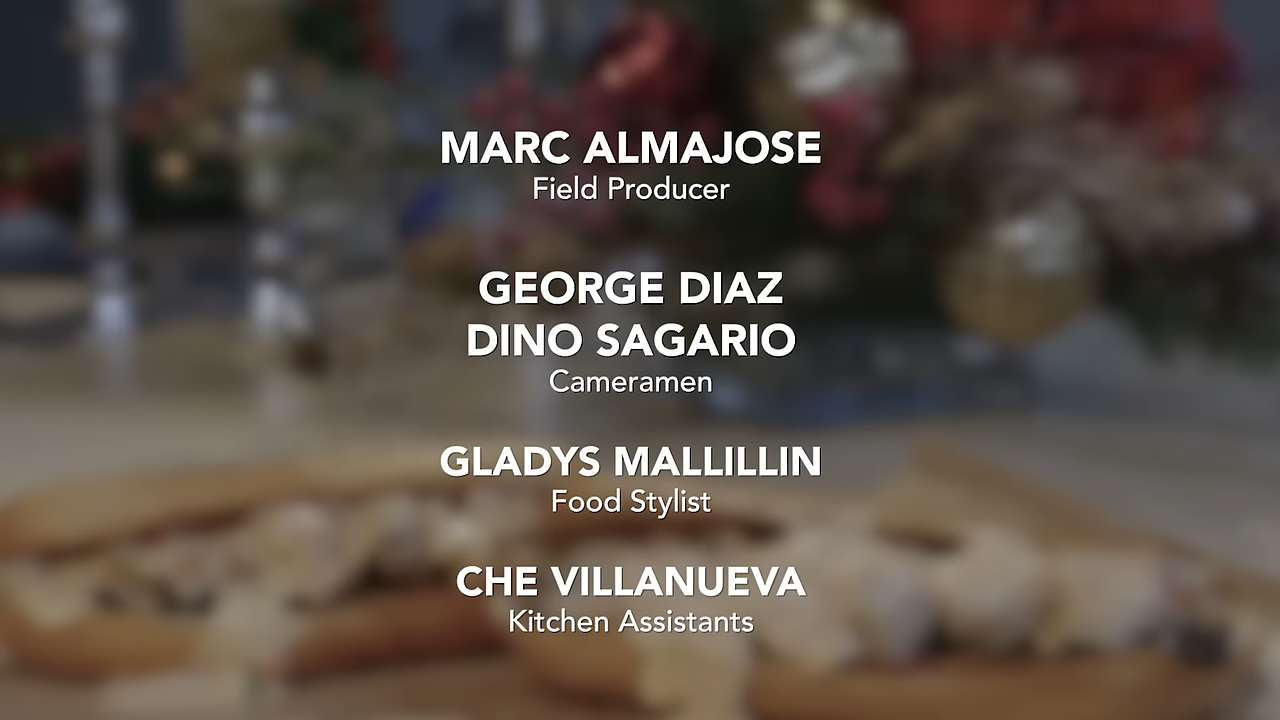 MARC ALMAJOSE
Field Producer
GEORGE DIAZ
DINO SAGARIO
Cameramen
GLADYS MALLILLIN
Food Stylist
CHE VILLANUEVA
Kitchen Assistants